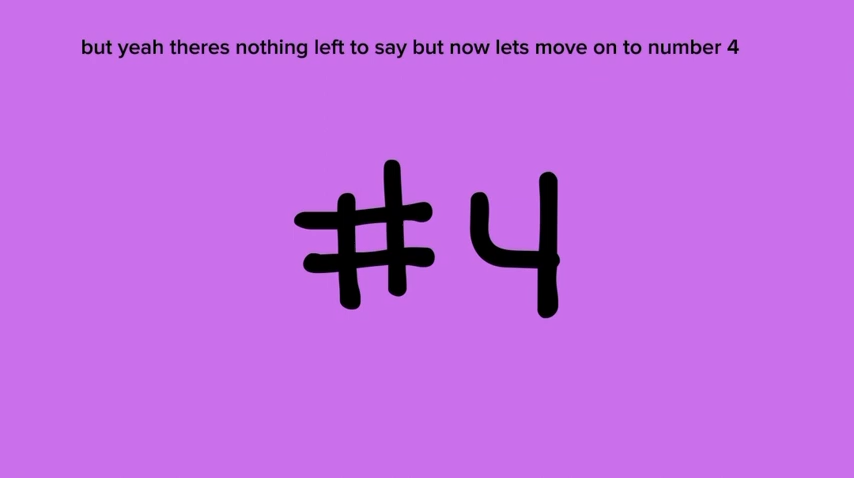 but yeah theres nothing left to say but now lets move on to number 4
#4